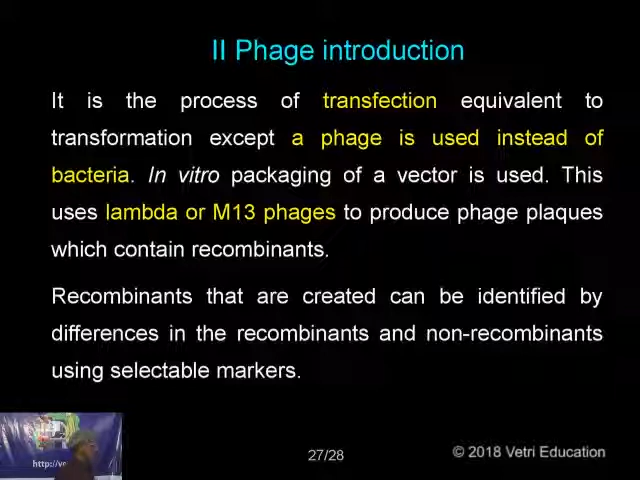 II Phage introduction
It is the process of transfection equivalent to
transformation except a phage is used instead of
bacteria. In vitro packaging of a vector is used. This
uses lambda or M13 phages to produce phage plaques
which contain recombinants.
Recombinants that are created can be identified by
differences in the recombinants and non-recombinants
using selectable markers.
27/28
© 2018 Vetri Education